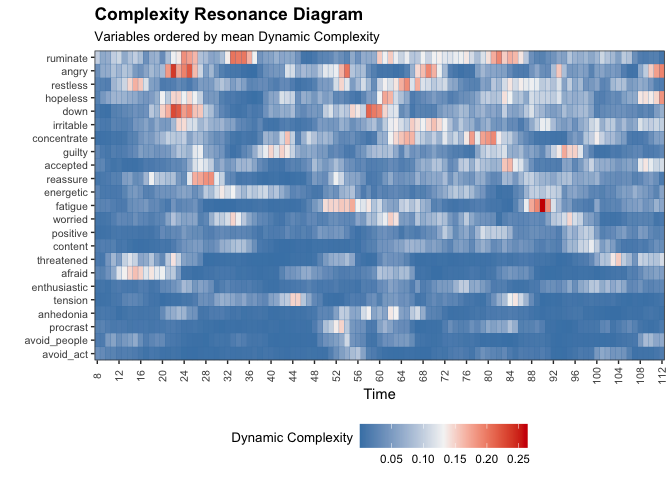 Complexity Resonance Diagram
Variables ordered by mean Dynamic Complexity
ruminate
angry
restless
hopeless
down
irritable
concentrate
guilty
accepted
reassure
energetic
fatigue
worried
positive
content
threatened
afraid
enthusiastic
tension
anhedonia
procrast
avoid_people
avoid_act
8 12 16 20 24 28 32 36 40 44 48 52 56 60 64 68 72 76 80 84 88 92 96 100 104 108 112
Time
Dynamic Complexity
0.05 0.10 0.15 0.20 0.25